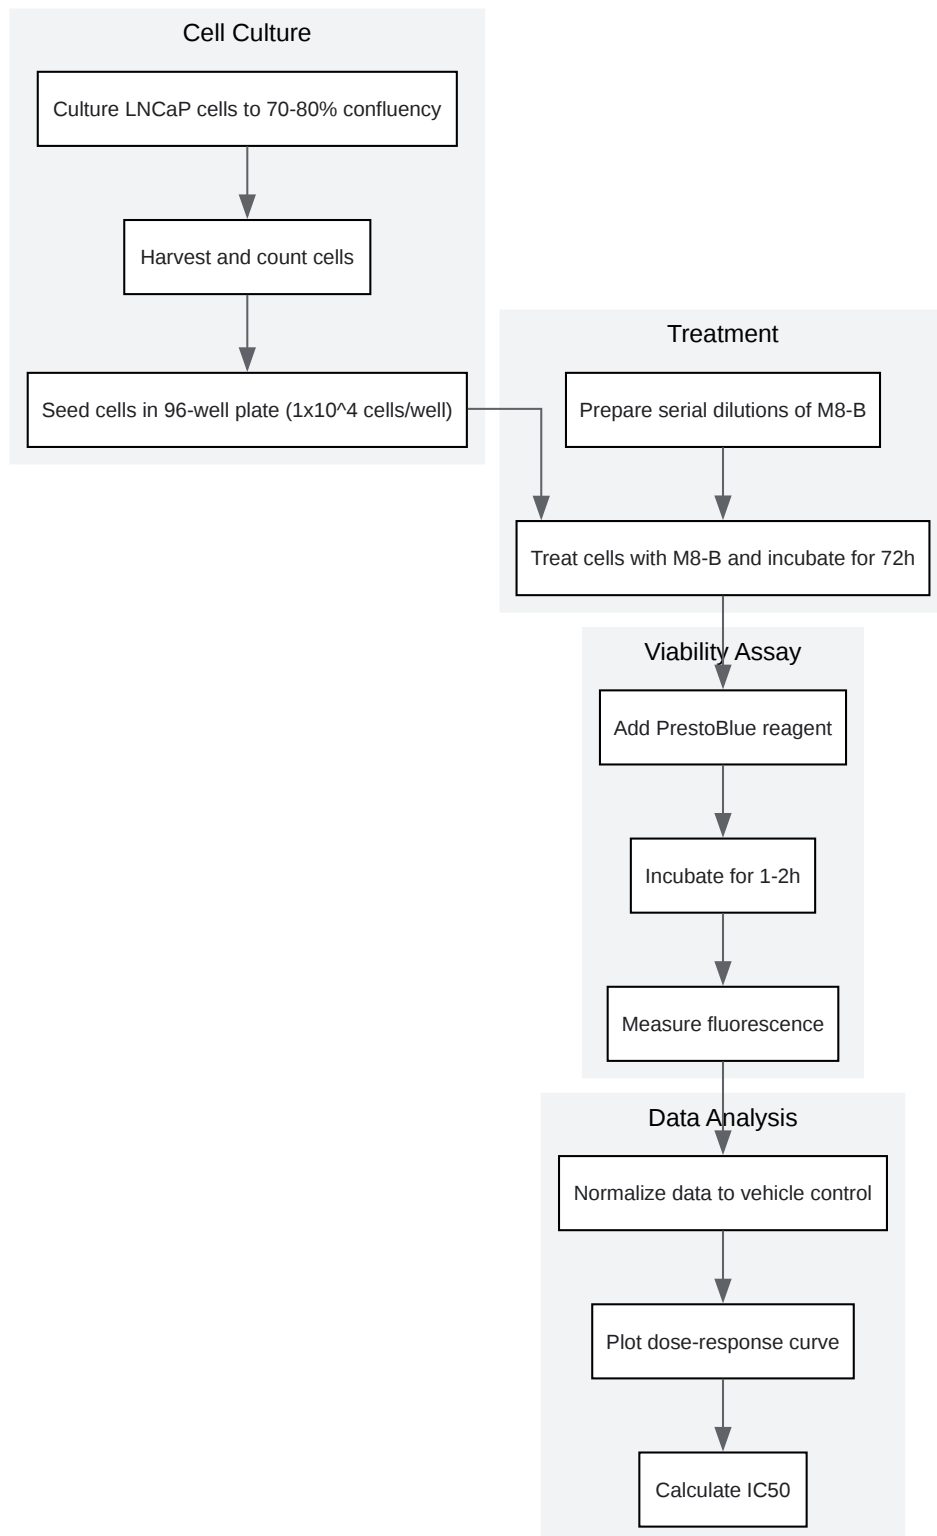 Cell Culture
Culture LNCaP cells to 70-80% confluency
Harvest and count cells
Seed cells in 96-well plate (1x10^4 cells/well)
Treatment
Prepare serial dilutions of M8-B
Treat cells with M8-B and incubate for 72h
Viability Assay
Add PrestoBlue reagent
Incubate for 1-2h
Measure fluorescence
Data Analysis
Normalize data to vehicle control
Plot dose-response curve
Calculate IC50